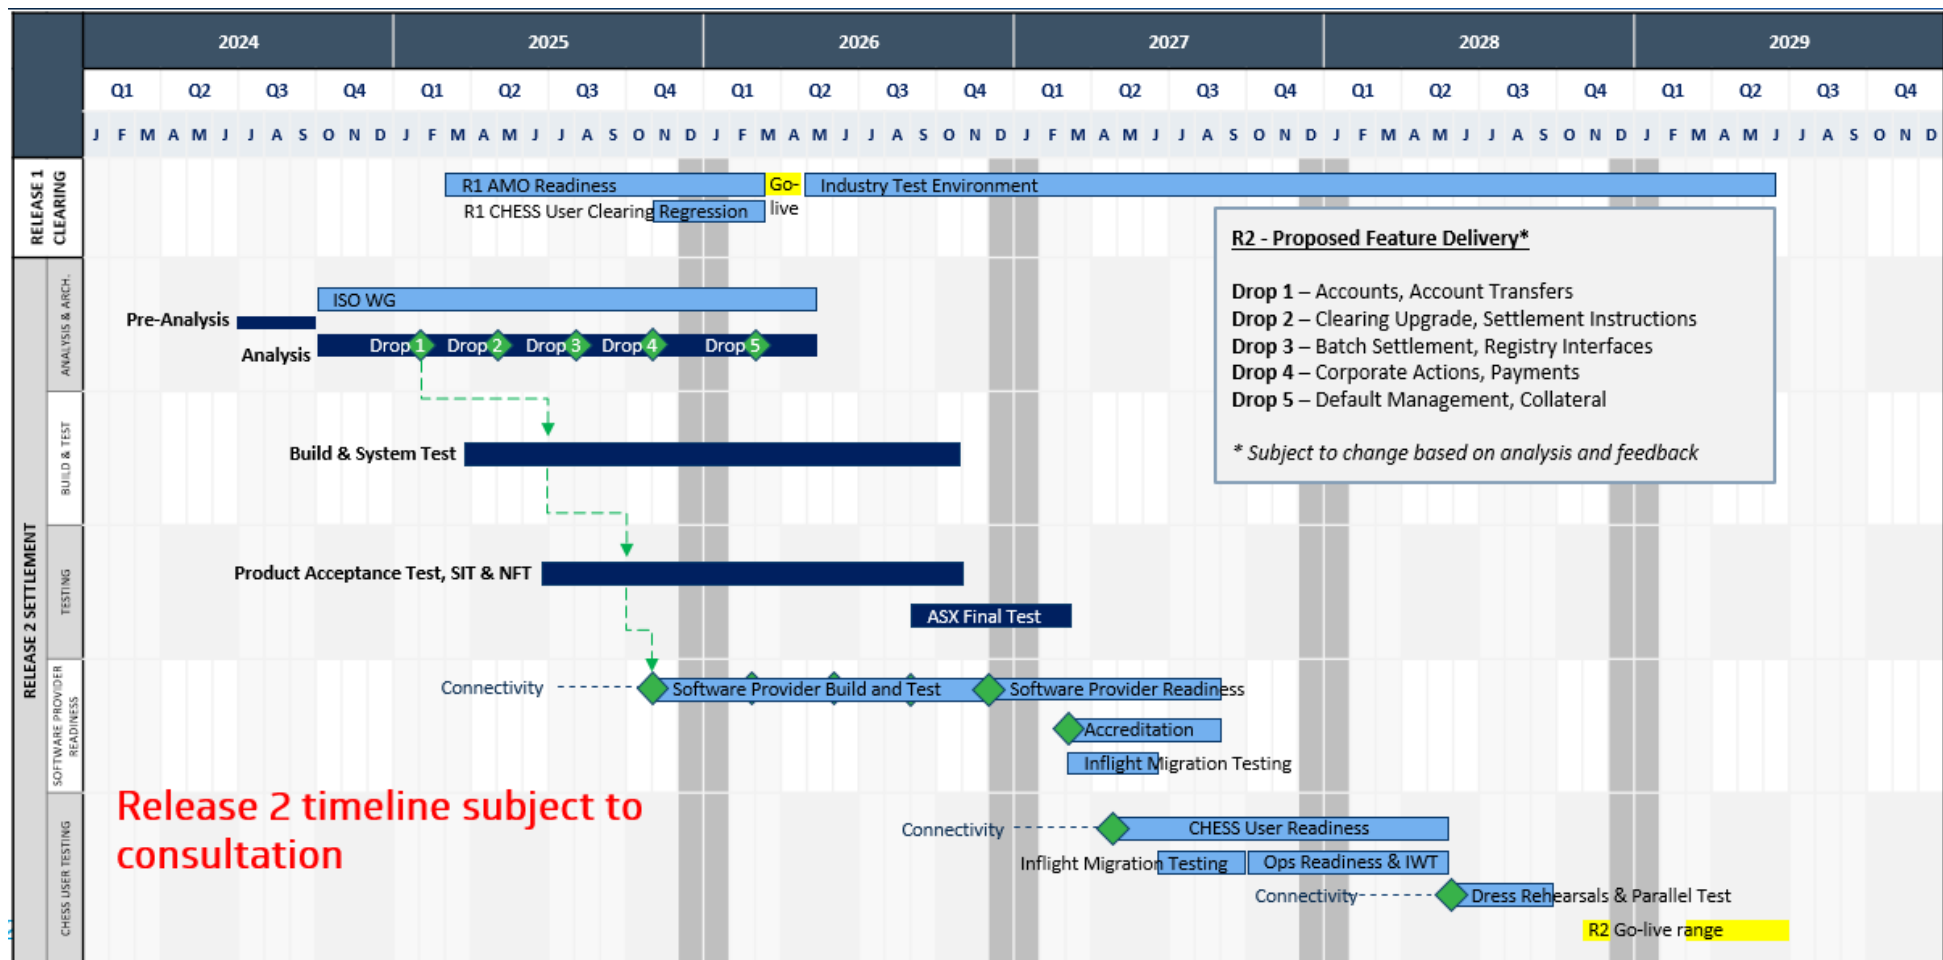 2024 2025 2026 2027 2028 2029
Q1 Q2 Q3 Q4 Q1 Q2 Q3 Q4 Q1 Q2 Q3 Q4 Q1 Q2 Q3 Q4 Q1 Q2 Q3 Q4 Q1 Q2 Q3 Q4
J F M A M J J A S O N D J F M A M J J A S O N D J F M A M J J A S O N D J F M A M J J A S O N D J F M A M J J A S O N D J F M A M J J A S O N D
RELEASE 1
CLEARING
R1 AMO Readiness
Go-
live
Industry Test Environment
R1 CHESS User Clearing Regression
R2 - Proposed Feature Delivery*
Drop 1 – Accounts, Account Transfers
Drop 2 – Clearing Upgrade, Settlement Instructions
Drop 3 – Batch Settlement, Registry Interfaces
Drop 4 – Corporate Actions, Payments
Drop 5 – Default Management, Collateral
* Subject to change based on analysis and feedback
RELEASE 2 SETTLEMENT
ANALYSIS & ARCH.
ISO WG
Pre-Analysis
Analysis
Drop 1 Drop 2 Drop 3 Drop 4 Drop 5
BUILD & TEST
Build & System Test
TESTING
Product Acceptance Test, SIT & NFT
ASX Final Test
SOFTWARE PROVIDER
READINESS
Connectivity
Software Provider Build and Test
Software Provider Readiness
Accreditation
Inflight Migration Testing
Release 2 timeline subject to
consultation
CHESS USER TESTING
Connectivity
CHESS User Readiness
Inflight Migration Testing
Ops Readiness & IWT
Connectivity
Dress Rehearsals & Parallel Test
R2 Go-live range